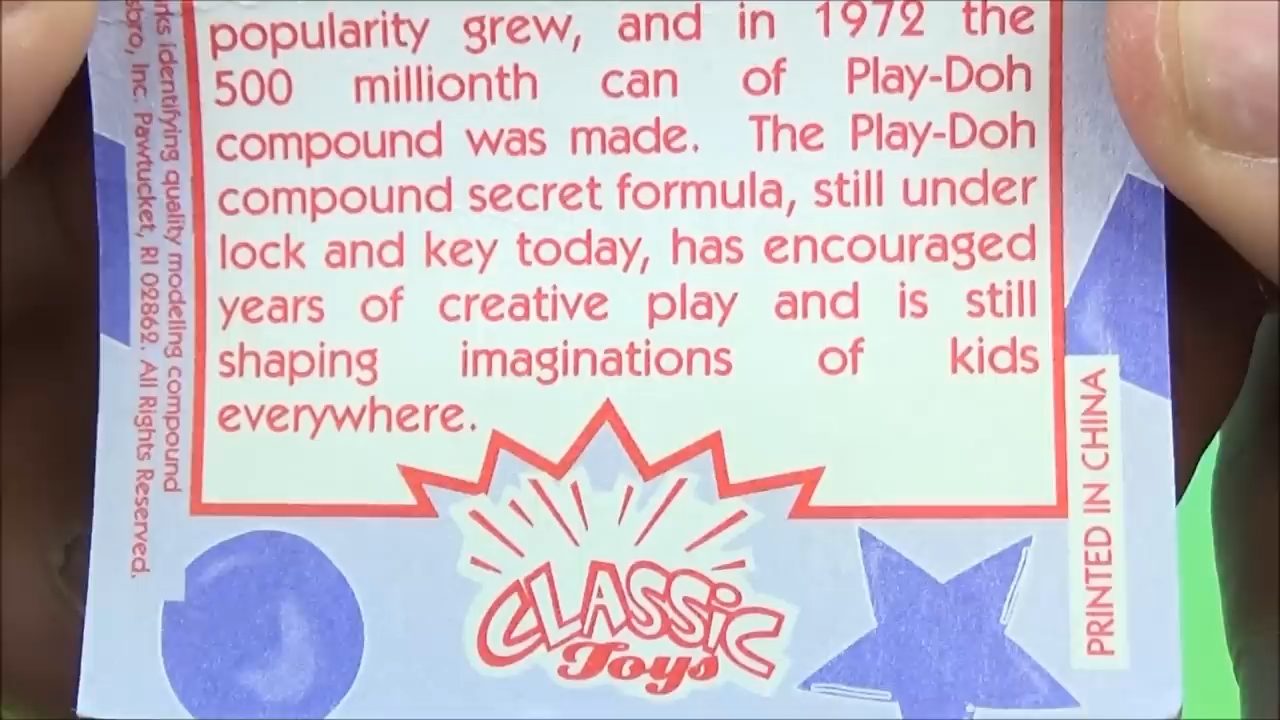 popularity grew, and in 1972 the
500 millionth can of Play-Doh
compound was made. The Play-Doh
compound secret formula, still under
lock and key today, has encouraged
years of creative play and is still
shaping imaginations of kids
everywhere.
CLASSiC
Toys
PRINTED IN CHINA
identifying quality modeling compound
Inc. Pawtucket, RI 02862. All Rights Reserved.